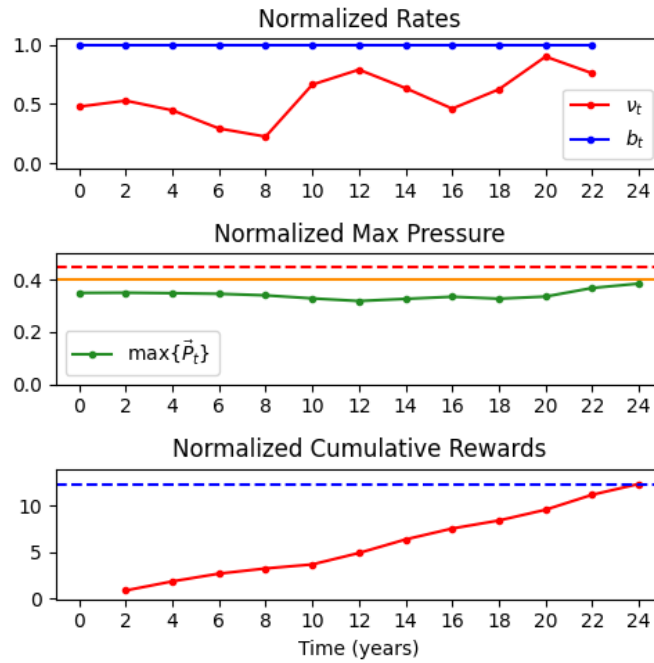 Normalized Rates
1.0
0.5
0.0
ν_t
b_t
0 2 4 6 8 10 12 14 16 18 20 22 24
Normalized Max Pressure
0.4
0.2
0.0
max{P⃗_t}
0 2 4 6 8 10 12 14 16 18 20 22 24
Normalized Cumulative Rewards
10
5
0
0 2 4 6 8 10 12 14 16 18 20 22 24
Time (years)